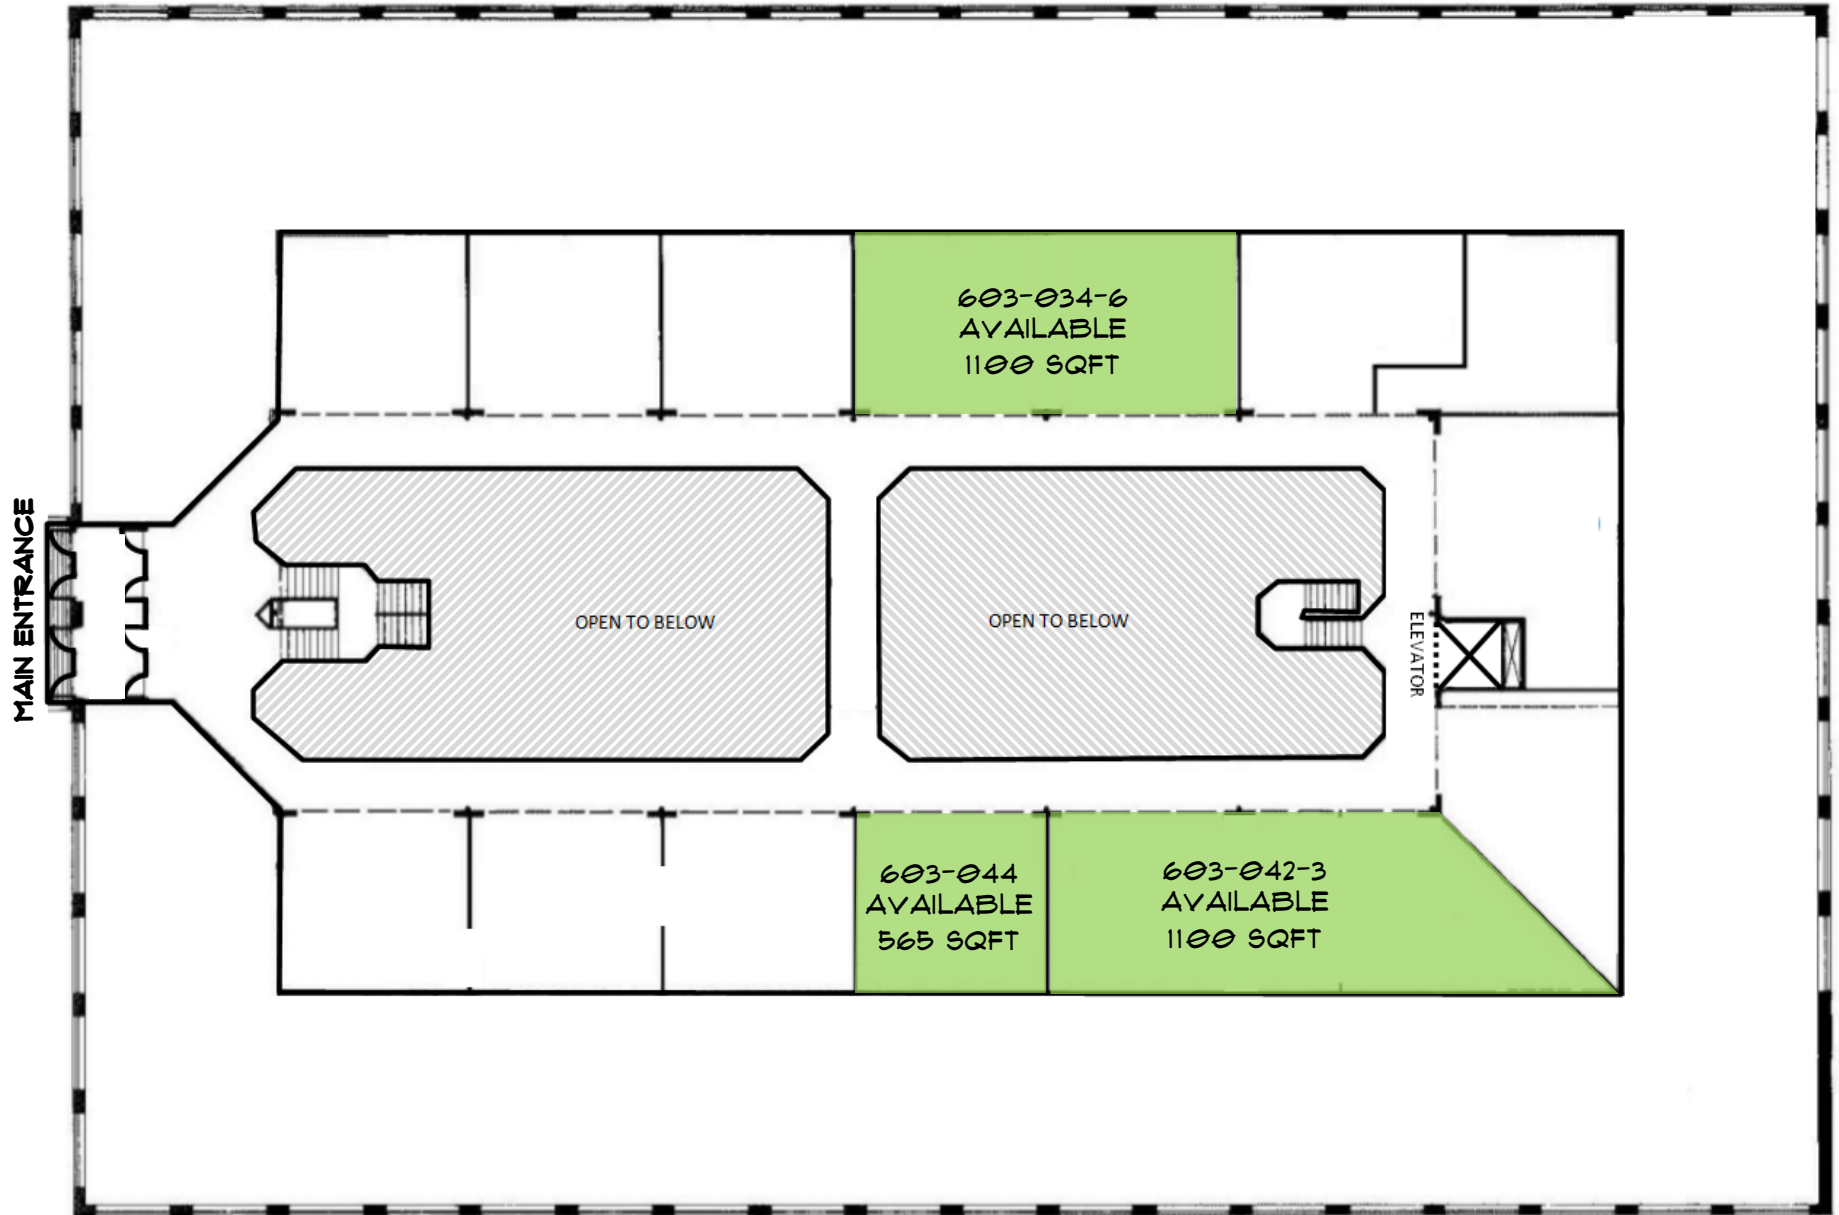 603-034-6
AVAILABLE
1100 SQFT
MAIN ENTRANCE
OPEN TO BELOW
OPEN TO BELOW
ELEVATOR
603-044
AVAILABLE
565 SQFT
603-042-3
AVAILABLE
1100 SQFT